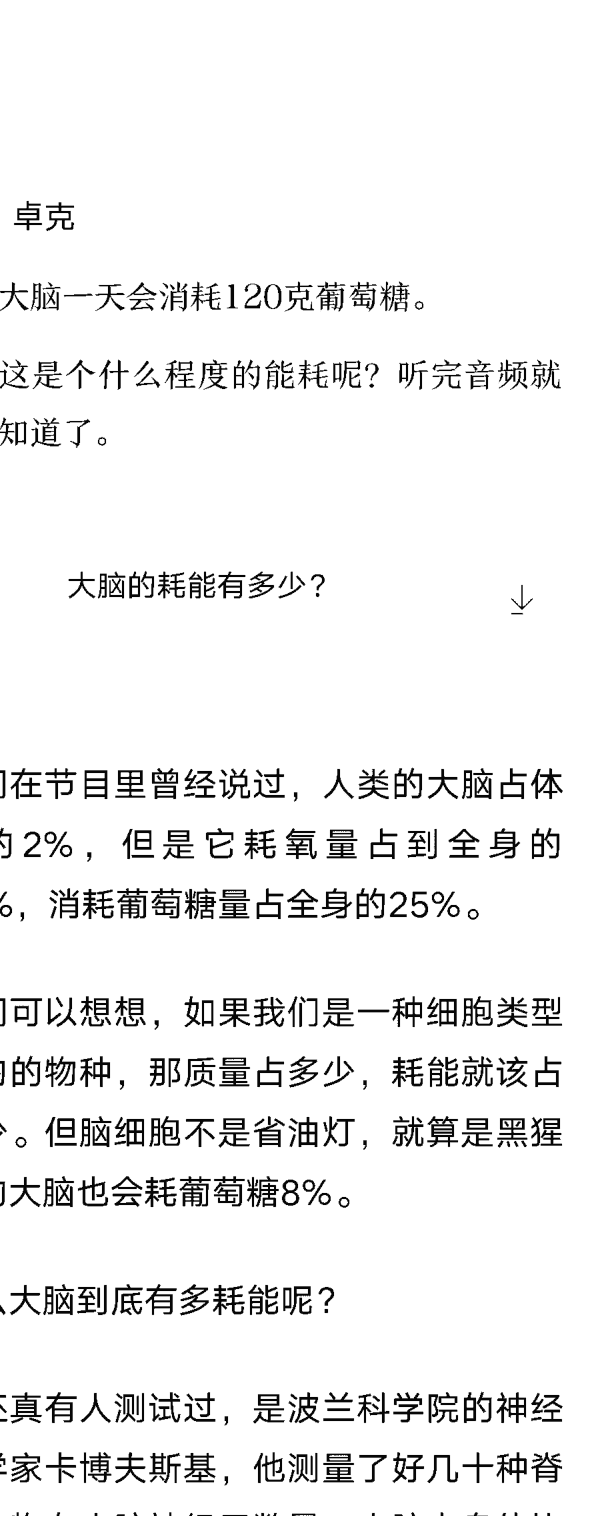 卓克
大脑一天会消耗120克葡萄糖。
这是个什么程度的能耗呢？听完音频就
知道了。
大脑的耗能有多少？
在节目里曾经说过，人类的大脑占体
2%，但是它耗氧量占到全身的
%，消耗葡萄糖量占全身的25%。
可以想想，如果我们是一种细胞类型
的物种，那质量占多少，耗能就该占
。但脑细胞不是省油灯，就算是黑猩
大脑也会耗葡萄糖8%。
大脑到底有多耗能呢？
真有人测试过，是波兰科学院的神经
家卡博夫斯基，他测量了好几十种脊